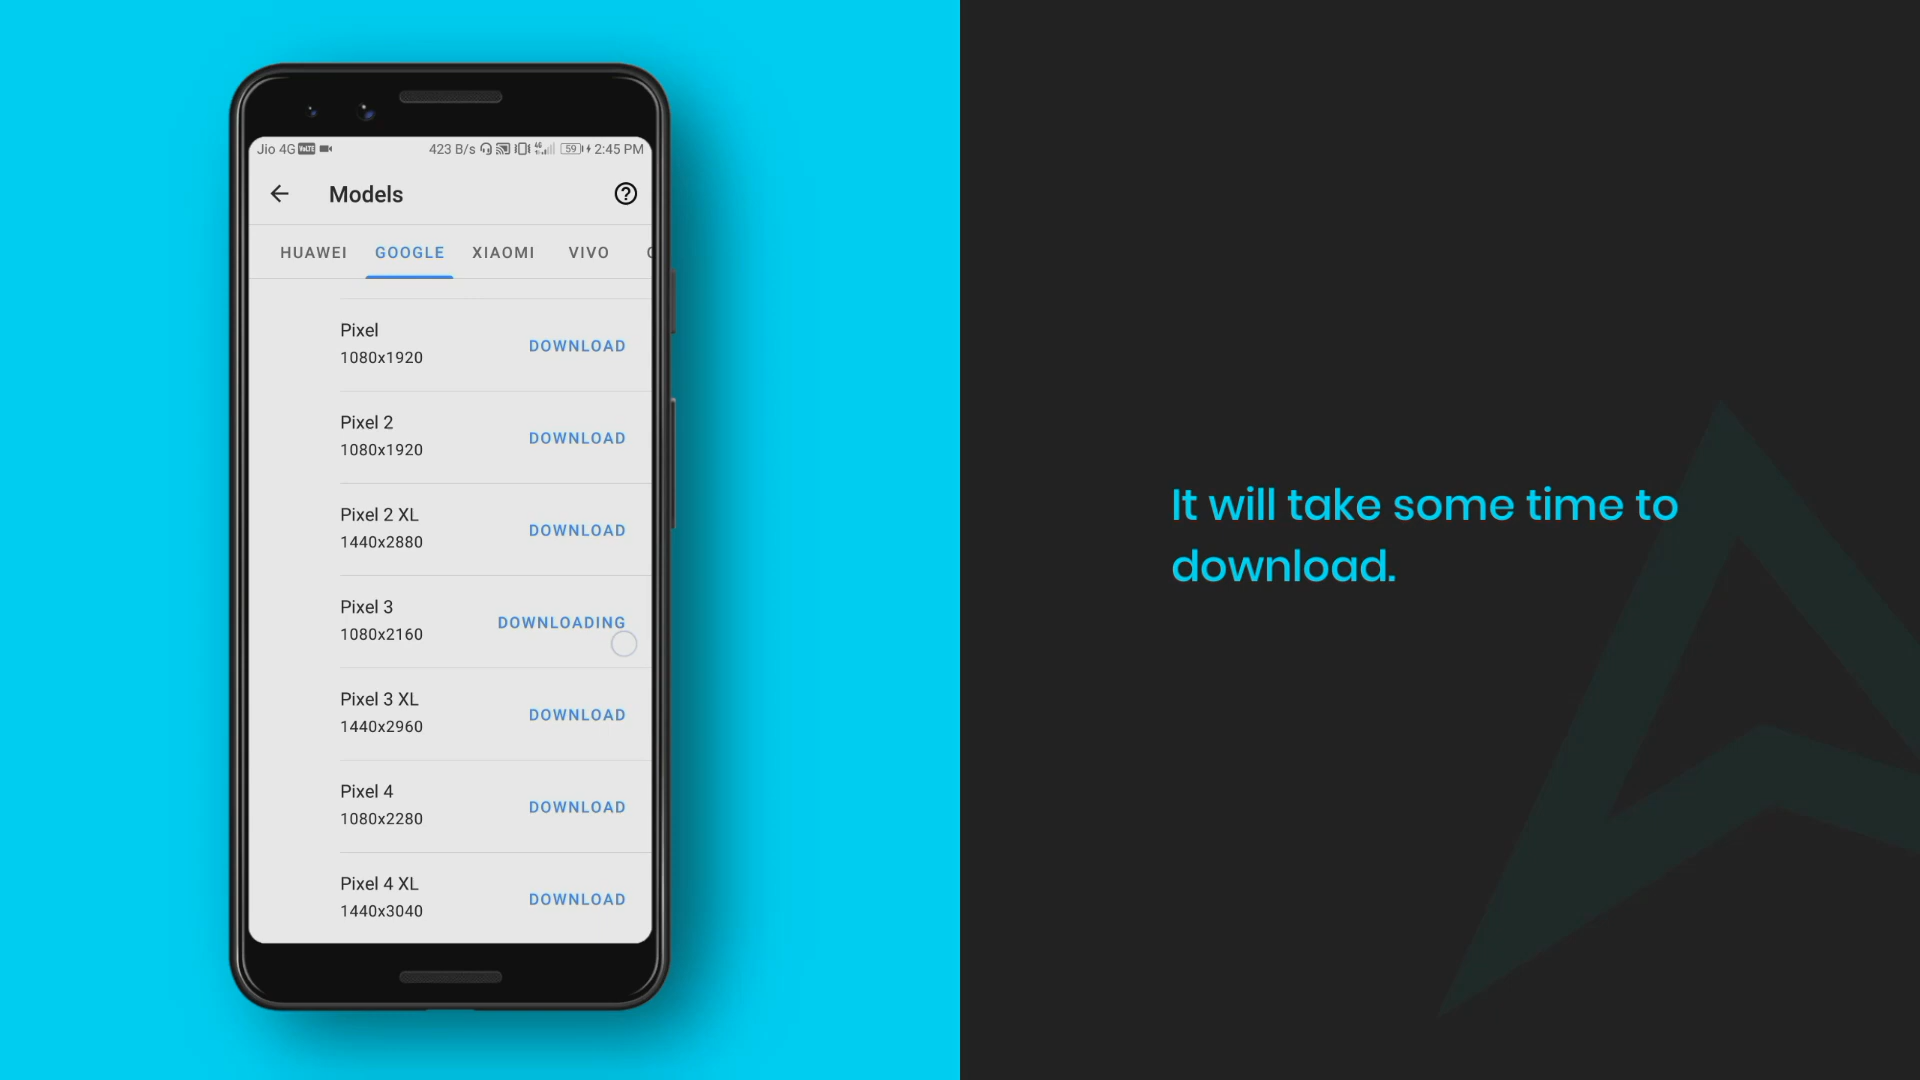 Jio 4G VoLTE 423 B/s 4G 59 2:45 PM
Models
HUAWEI GOOGLE XIAOMI VIVO
Pixel
1080x1920
DOWNLOAD
Pixel 2
1080x1920
DOWNLOAD
Pixel 2 XL
1440x2880
DOWNLOAD
Pixel 3
1080x2160
DOWNLOADING
Pixel 3 XL
1440x2960
DOWNLOAD
Pixel 4
1080x2280
DOWNLOAD
Pixel 4 XL
1440x3040
DOWNLOAD
It will take some time to
download.